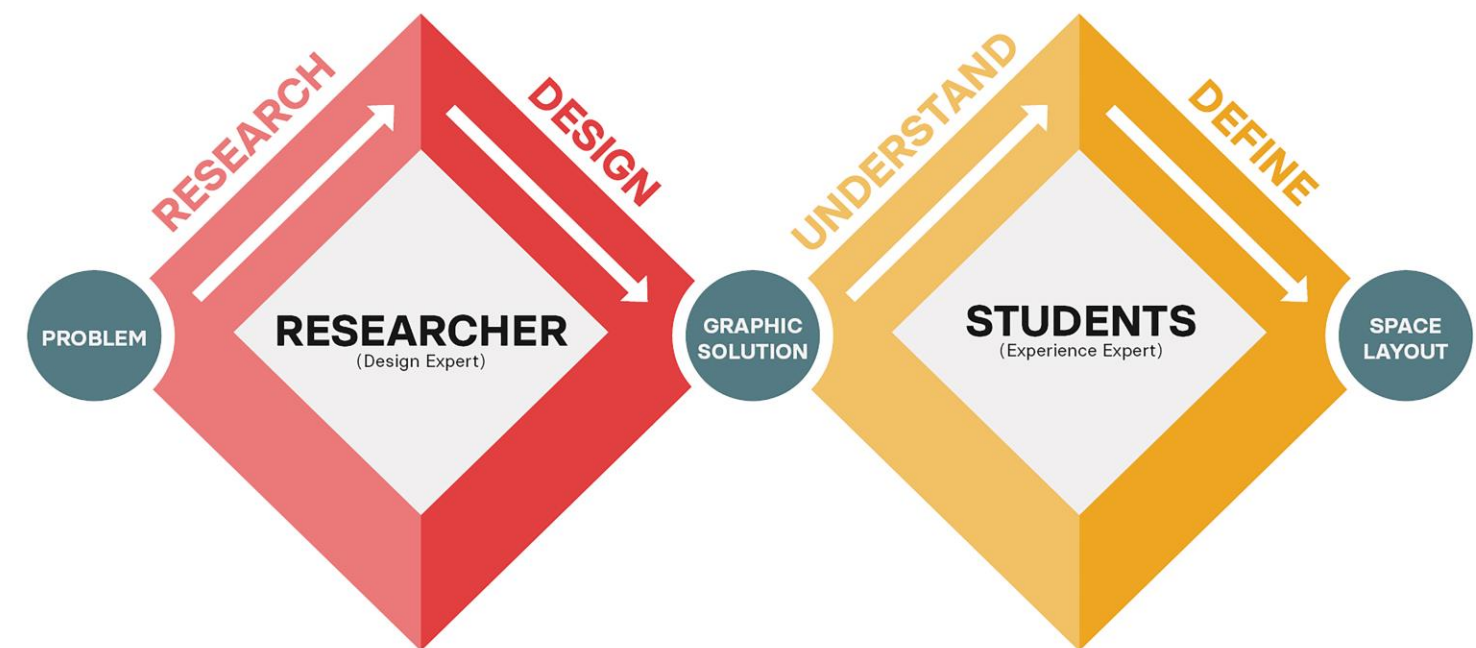 RESEARCH
DESIGN
UNDERSTAND
DEFINE
PROBLEM
RESEARCHER
(Design Expert)
GRAPHIC
SOLUTION
STUDENTS
(Experience Expert)
SPACE
LAYOUT